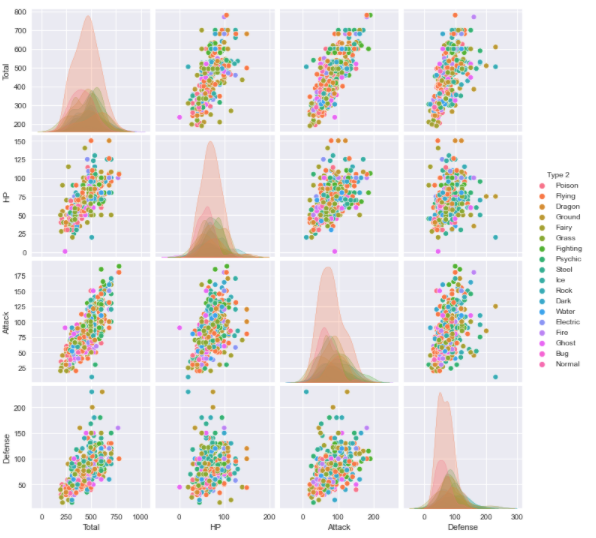 800
700
600
500
400
300
200
Total
150
125
100
75
50
25
0
HP
175
150
125
100
75
50
25
Attack
200
150
100
50
Defense
0 250 500 750 1000
Total
0 100 200
HP
0 200
Attack
0 100 200 300
Defense
Type 2
Poison
Flying
Dragon
Ground
Fairy
Grass
Fighting
Psychic
Steel
Ice
Rock
Dark
Water
Electric
Fire
Ghost
Bug
Normal